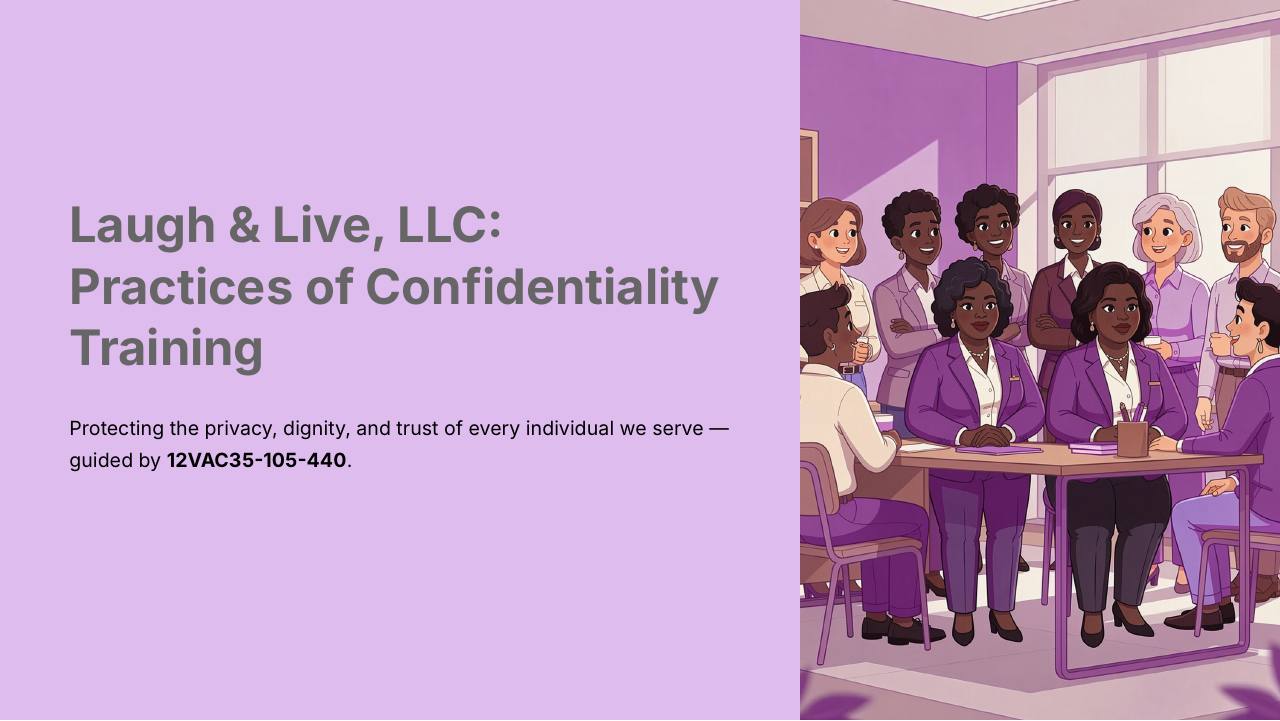 Laugh & Live, LLC:
Practices of Confidentiality
Training
Protecting the privacy, dignity, and trust of every individual we serve —
guided by 12VAC35-105-440.